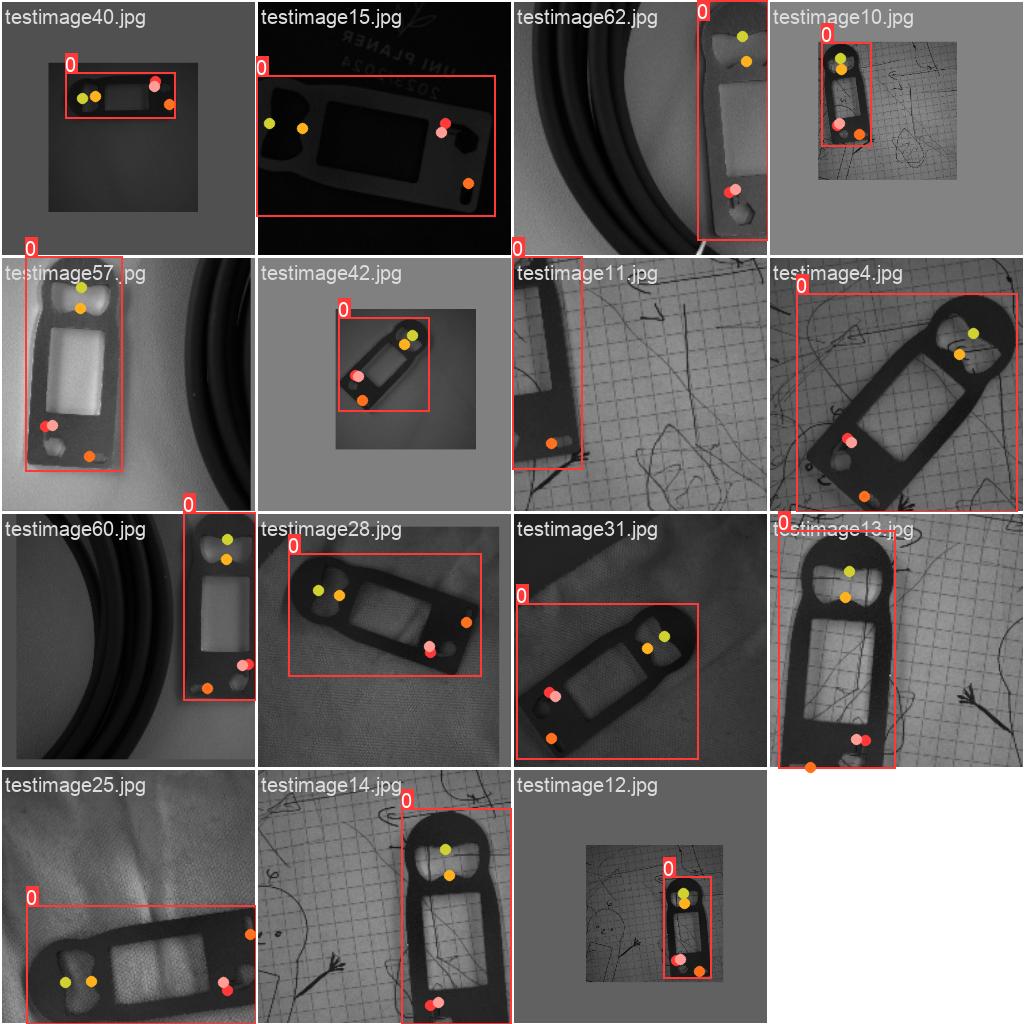 testimage40.jpg
0
testimage15.jpg
0
UNI PLANER
2023/2024
testimage62.jpg
0
testimage10.jpg
0
testimage57.jpg
0
testimage42.jpg
0
testimage11.jpg
0
testimage4.jpg
0
testimage60.jpg
0
testimage28.jpg
0
testimage31.jpg
0
testimage13.jpg
0
testimage25.jpg
0
testimage14.jpg
0
testimage12.jpg
0